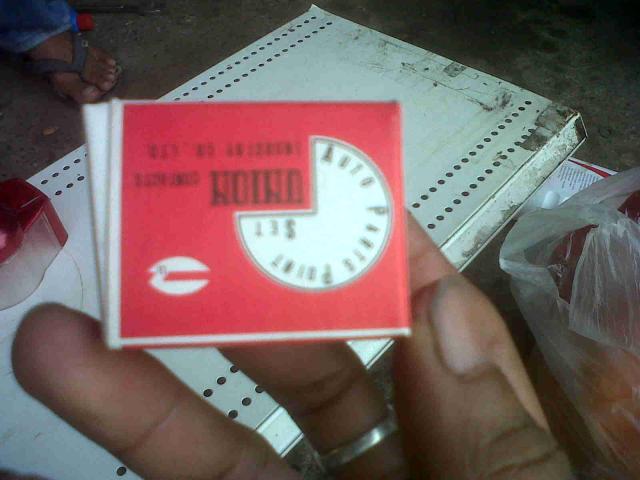 AUTO PARTS POINT
SET
UNION CONTACTS
INDUSTRY CO., LTD.